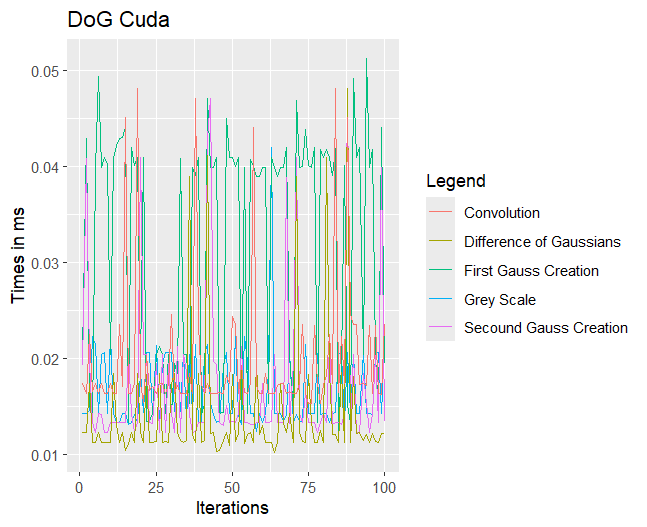 DoG Cuda
0.05
0.04
0.03
0.02
0.01
Times in ms
0
25
50
75
100
Iterations
Legend
Convolution
Difference of Gaussians
First Gauss Creation
Grey Scale
Secound Gauss Creation